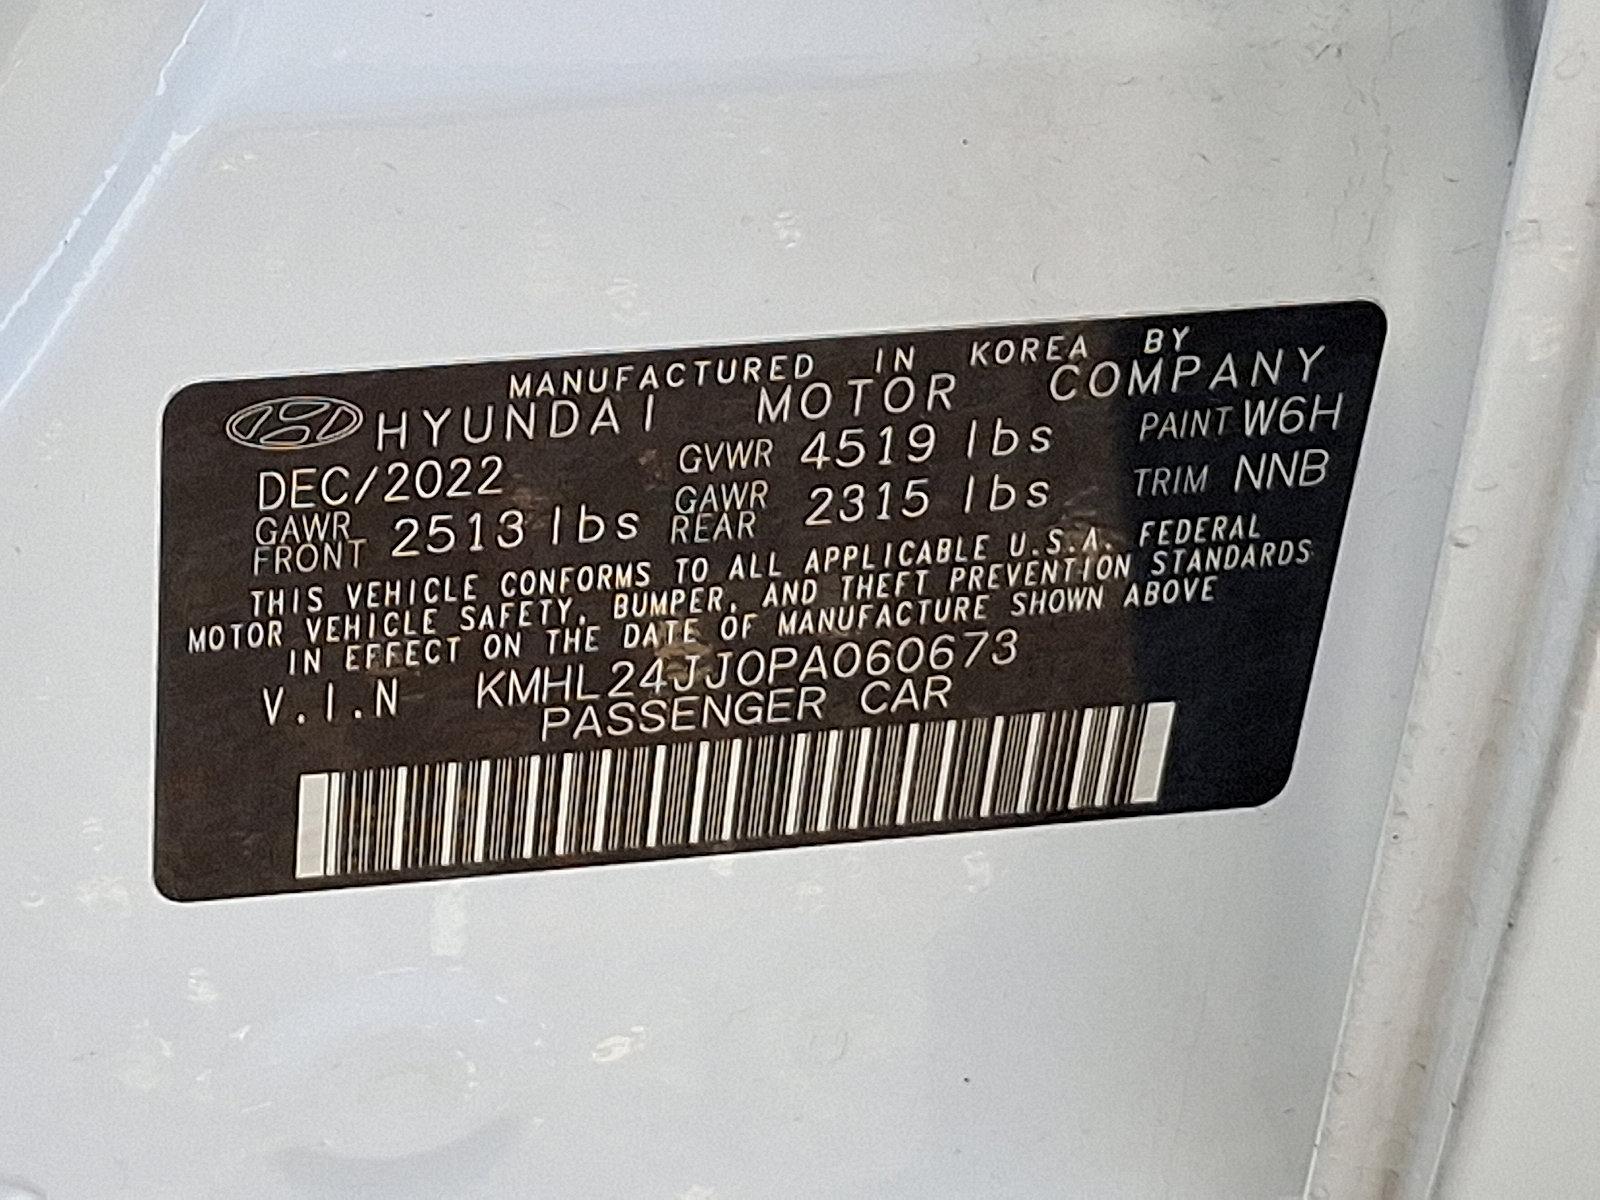 MANUFACTURED IN KOREA BY
HYUNDAI MOTOR COMPANY
DEC/2022 GVWR 4519 lbs PAINT W6H
GAWR FRONT 2513 lbs GAWR REAR 2315 lbs TRIM NNB
THIS VEHICLE CONFORMS TO ALL APPLICABLE U.S.A. FEDERAL
MOTOR VEHICLE SAFETY, BUMPER, AND THEFT PREVENTION STANDARDS
IN EFFECT ON THE DATE OF MANUFACTURE SHOWN ABOVE
V.I.N KMHL24JJ0PA060673
PASSENGER CAR